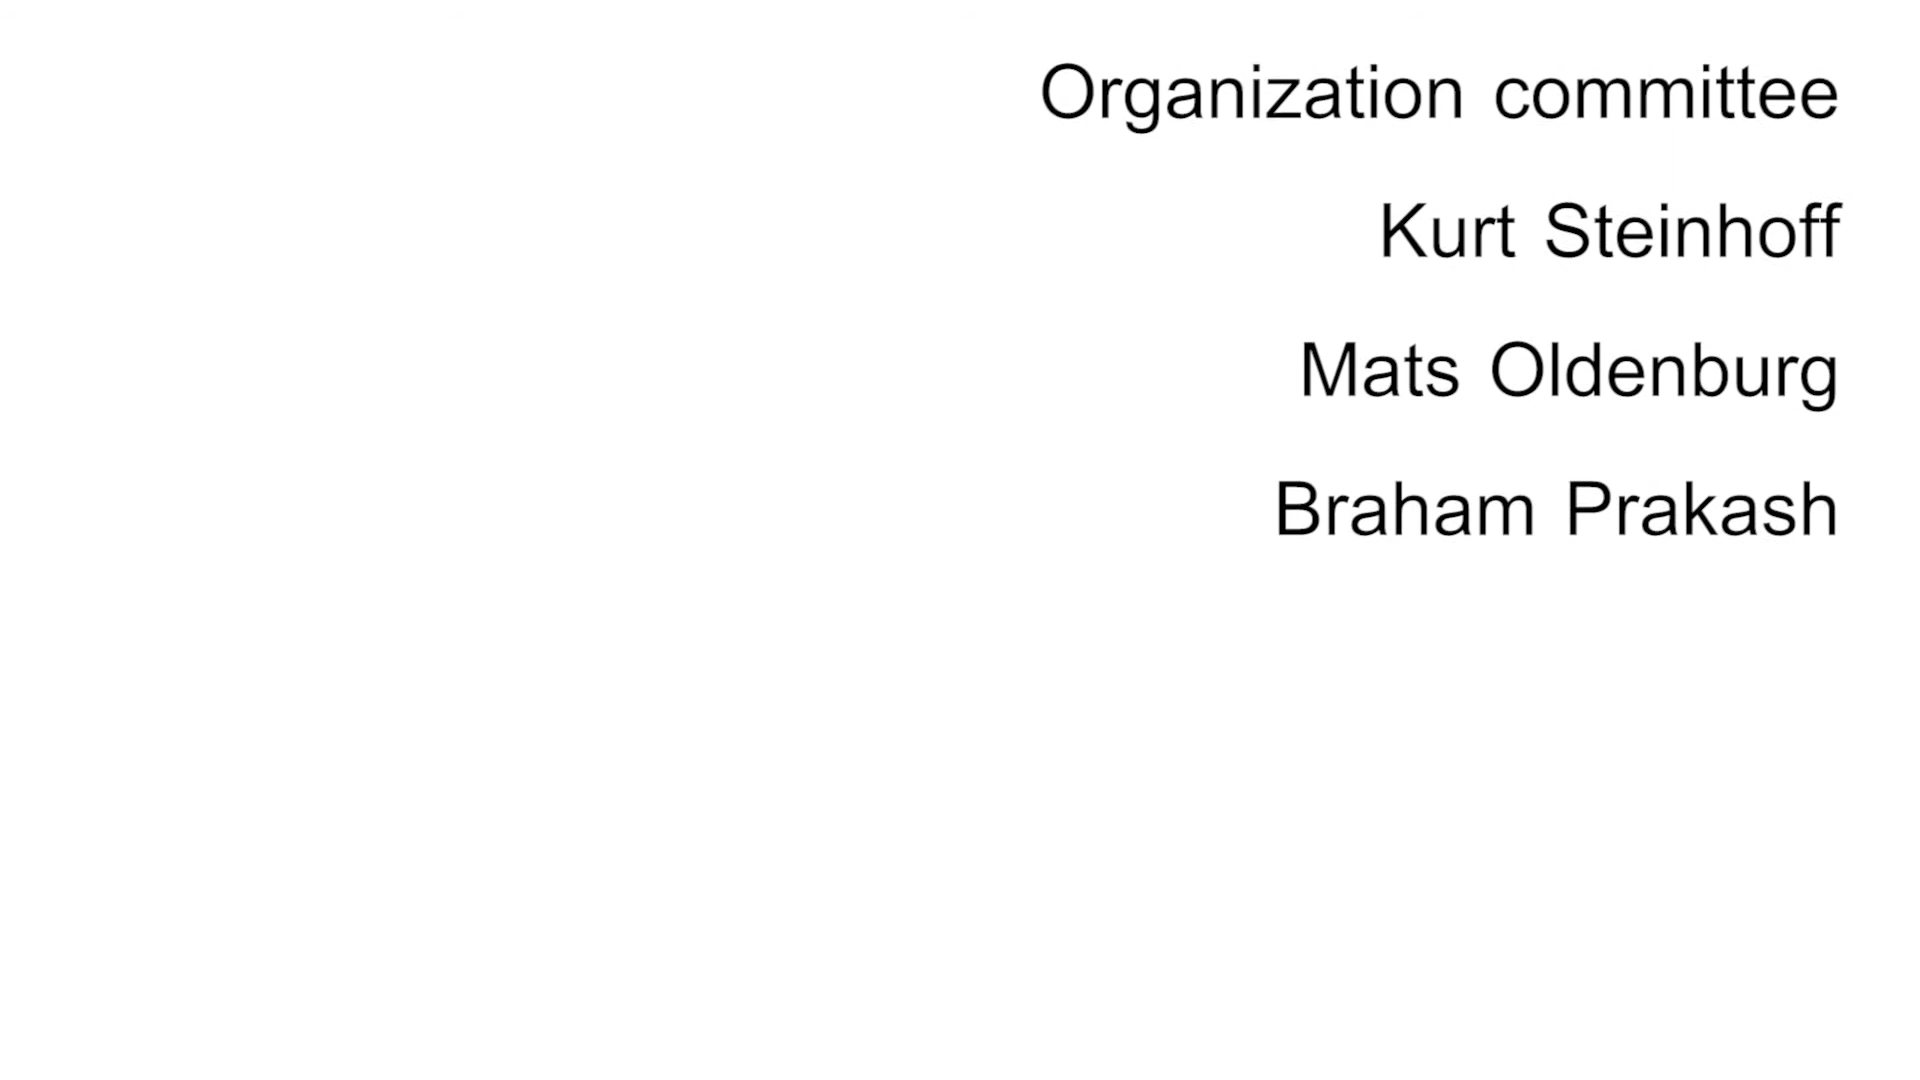 Organization committee
Kurt Steinhoff
Mats Oldenburg
Braham Prakash